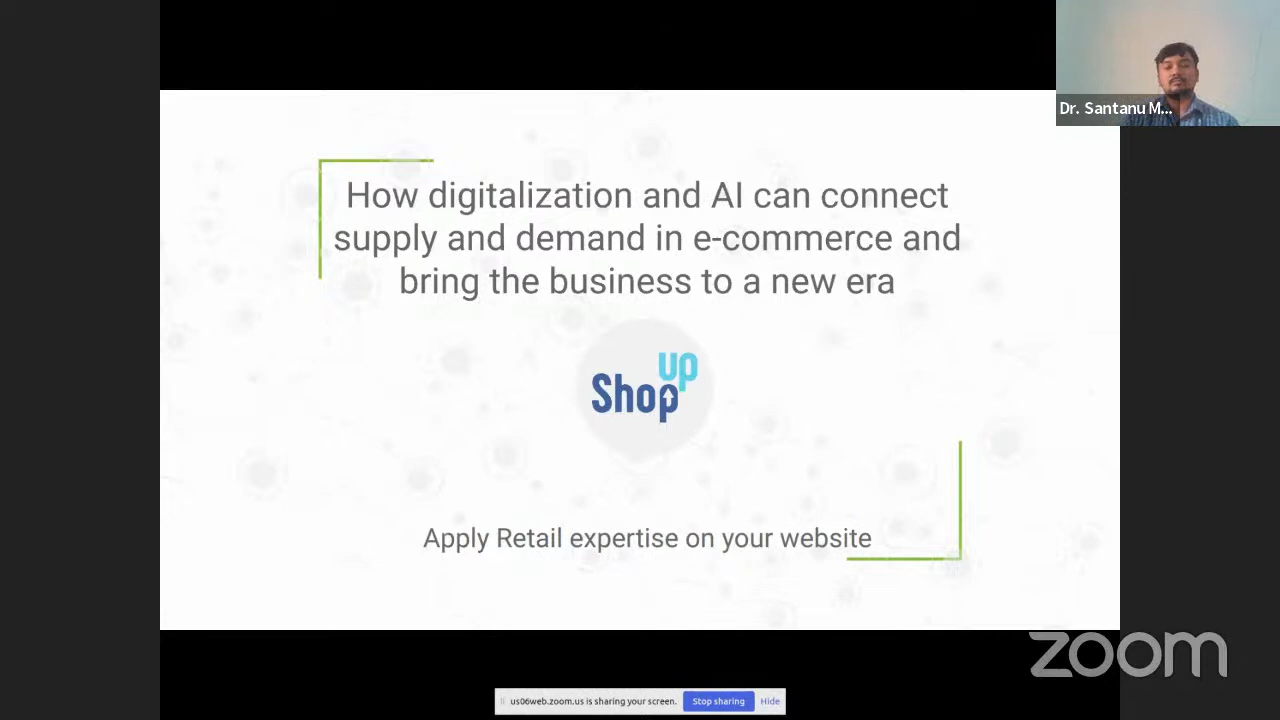 Dr. Santanu M...
How digitalization and AI can connect
supply and demand in e-commerce and
bring the business to a new era
Shop up
Apply Retail expertise on your website
zoom
us06web.zoom.us is sharing your screen. Stop sharing Hide